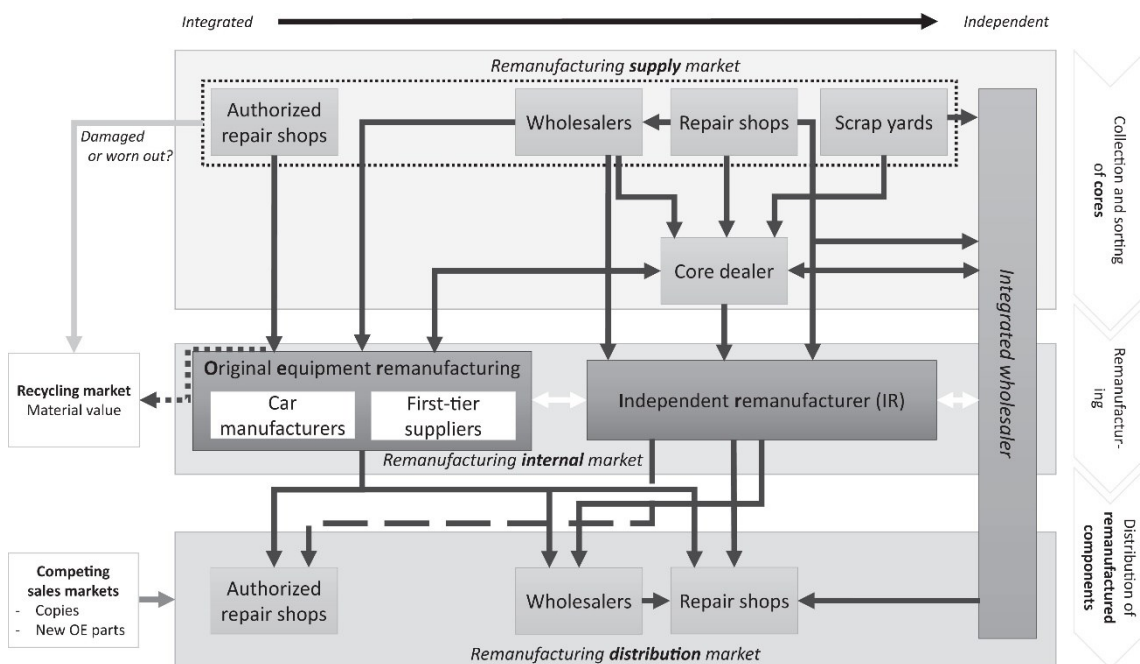 Integrated
Independent
Remanufacturing supply market
Authorized
repair shops
Wholesalers
Repair shops
Scrap yards
Damaged
or worn out?
Core dealer
Collection and sorting
of cores
Integrated wholesaler
Original equipment remanufacturing
Car
manufacturers
First-tier
suppliers
Independent remanufacturer (IR)
Remanufacturing internal market
Remanufactur-
ing
Recycling market
Material value
Competing
sales markets
- Copies
- New OE parts
Authorized
repair shops
Wholesalers
Repair shops
Remanufacturing distribution market
Distribution of
remanufactured
components